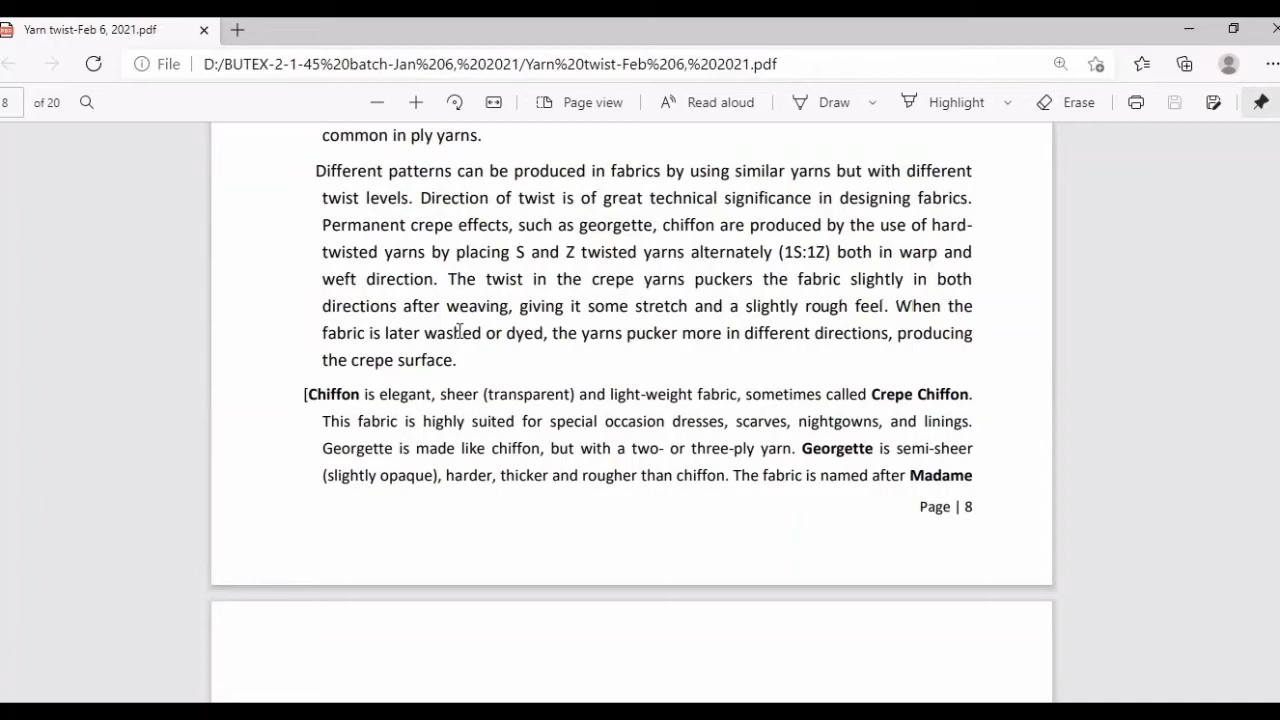 Yarn twist-Feb 6, 2021.pdf
File
D:/BUTEX-2-1-45%20batch-Jan%206,%202021/Yarn%20twist-Feb%206,%202021.pdf
8 of 20
Page view
Read aloud
Draw
Highlight
Erase
common in ply yarns.
Different patterns can be produced in fabrics by using similar yarns but with different
twist levels. Direction of twist is of great technical significance in designing fabrics.
Permanent crepe effects, such as georgette, chiffon are produced by the use of hard-
twisted yarns by placing S and Z twisted yarns alternately (1S:1Z) both in warp and
weft direction. The twist in the crepe yarns puckers the fabric slightly in both
directions after weaving, giving it some stretch and a slightly rough feel. When the
fabric is later washed or dyed, the yarns pucker more in different directions, producing
the crepe surface.
[Chiffon is elegant, sheer (transparent) and light-weight fabric, sometimes called Crepe Chiffon.
This fabric is highly suited for special occasion dresses, scarves, nightgowns, and linings.
Georgette is made like chiffon, but with a two- or three-ply yarn. Georgette is semi-sheer
(slightly opaque), harder, thicker and rougher than chiffon. The fabric is named after Madame
Page | 8